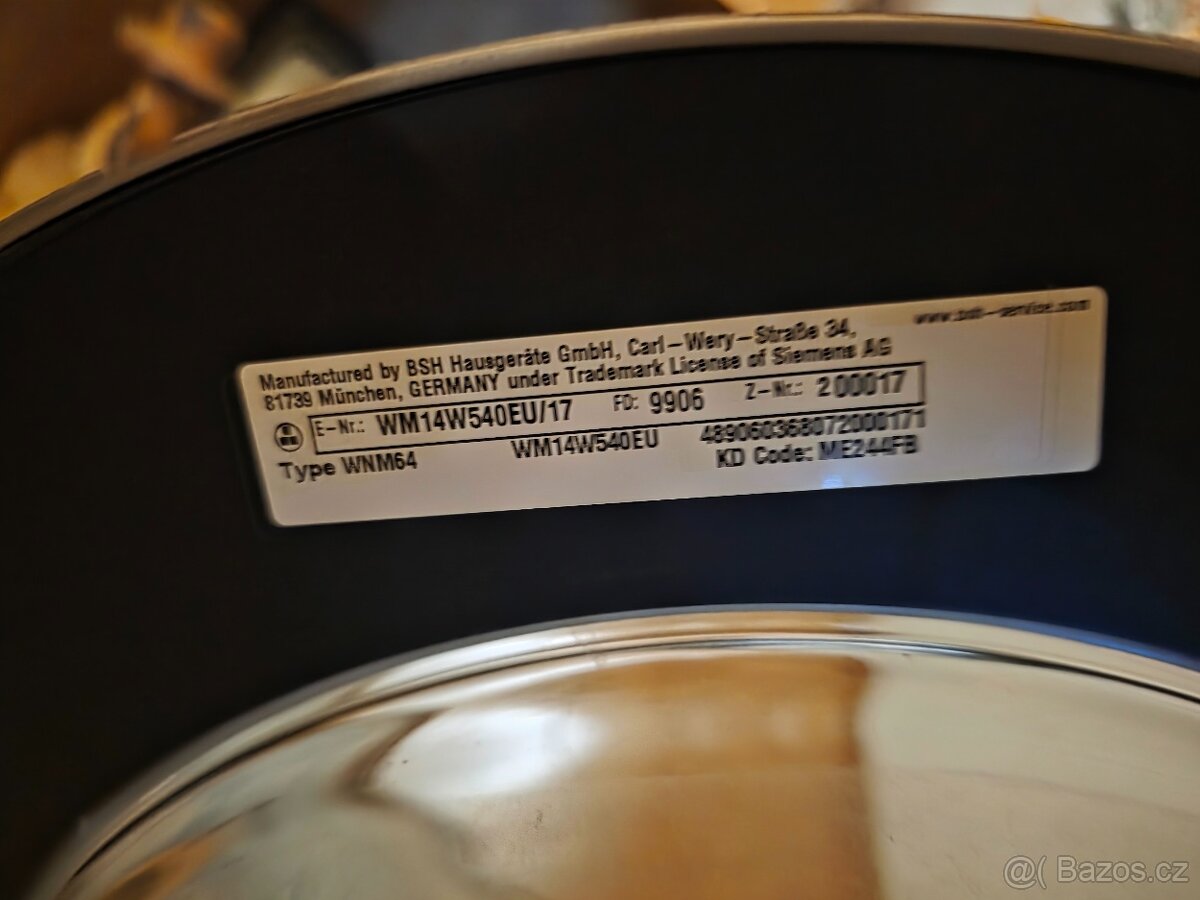 www.bsh-service.com
Manufactured by BSH Hausgeräte GmbH, Carl-Wery-Straße 34,
81739 München, GERMANY under Trademark License of Siemens AG
E-Nr.: WM14W540EU/17 FD: 9906 Z-Nr.: 200017
Type WNM64 WM14W540EU 489060368072000171
KD Code: ME244FB
@( Bazos.cz